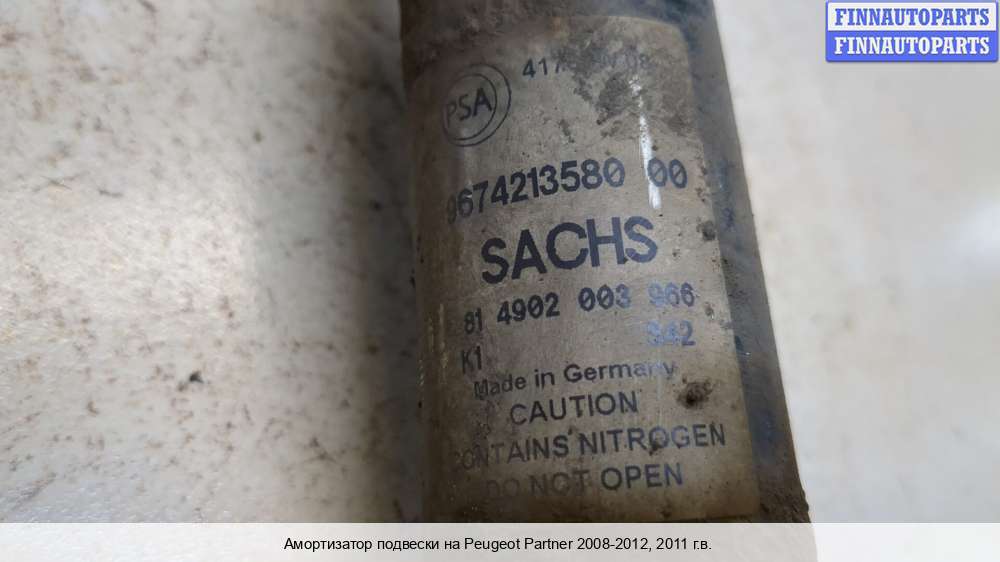 FINNAUTOPARTS
FINNAUTOPARTS
PSA
9674213580 00
SACHS
81 4902 003 966
342
K1
Made in Germany
CAUTION
CONTAINS NITROGEN
DO NOT OPEN
Амортизатор подвески на Peugeot Partner 2008-2012, 2011 г.в.